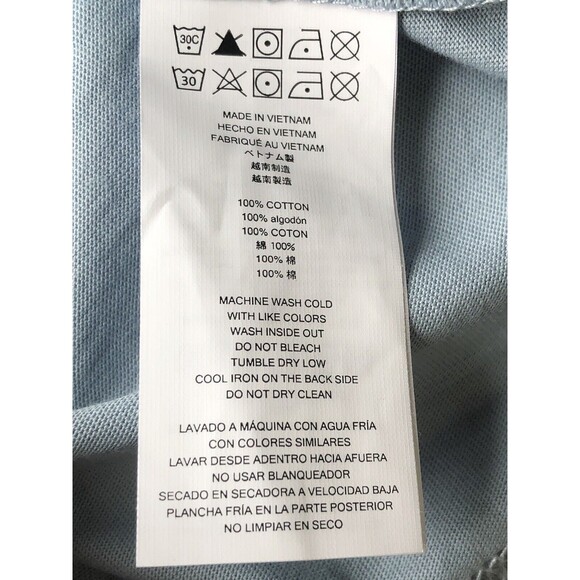 30C
30
MADE IN VIETNAM
HECHO EN VIETNAM
FABRIQUÉ AU VIETNAM
ベトナム製
越南制造
越南製造
100% COTTON
100% algodón
100% COTON
綿 100%
100% 棉
100% 棉
MACHINE WASH COLD
WITH LIKE COLORS
WASH INSIDE OUT
DO NOT BLEACH
TUMBLE DRY LOW
COOL IRON ON THE BACK SIDE
DO NOT DRY CLEAN
LAVADO A MÁQUINA CON AGUA FRÍA
CON COLORES SIMILARES
LAVAR DESDE ADENTRO HACIA AFUERA
NO USAR BLANQUEADOR
SECADO EN SECADORA A VELOCIDAD BAJA
PLANCHA FRÍA EN LA PARTE POSTERIOR
NO LIMPIAR EN SECO